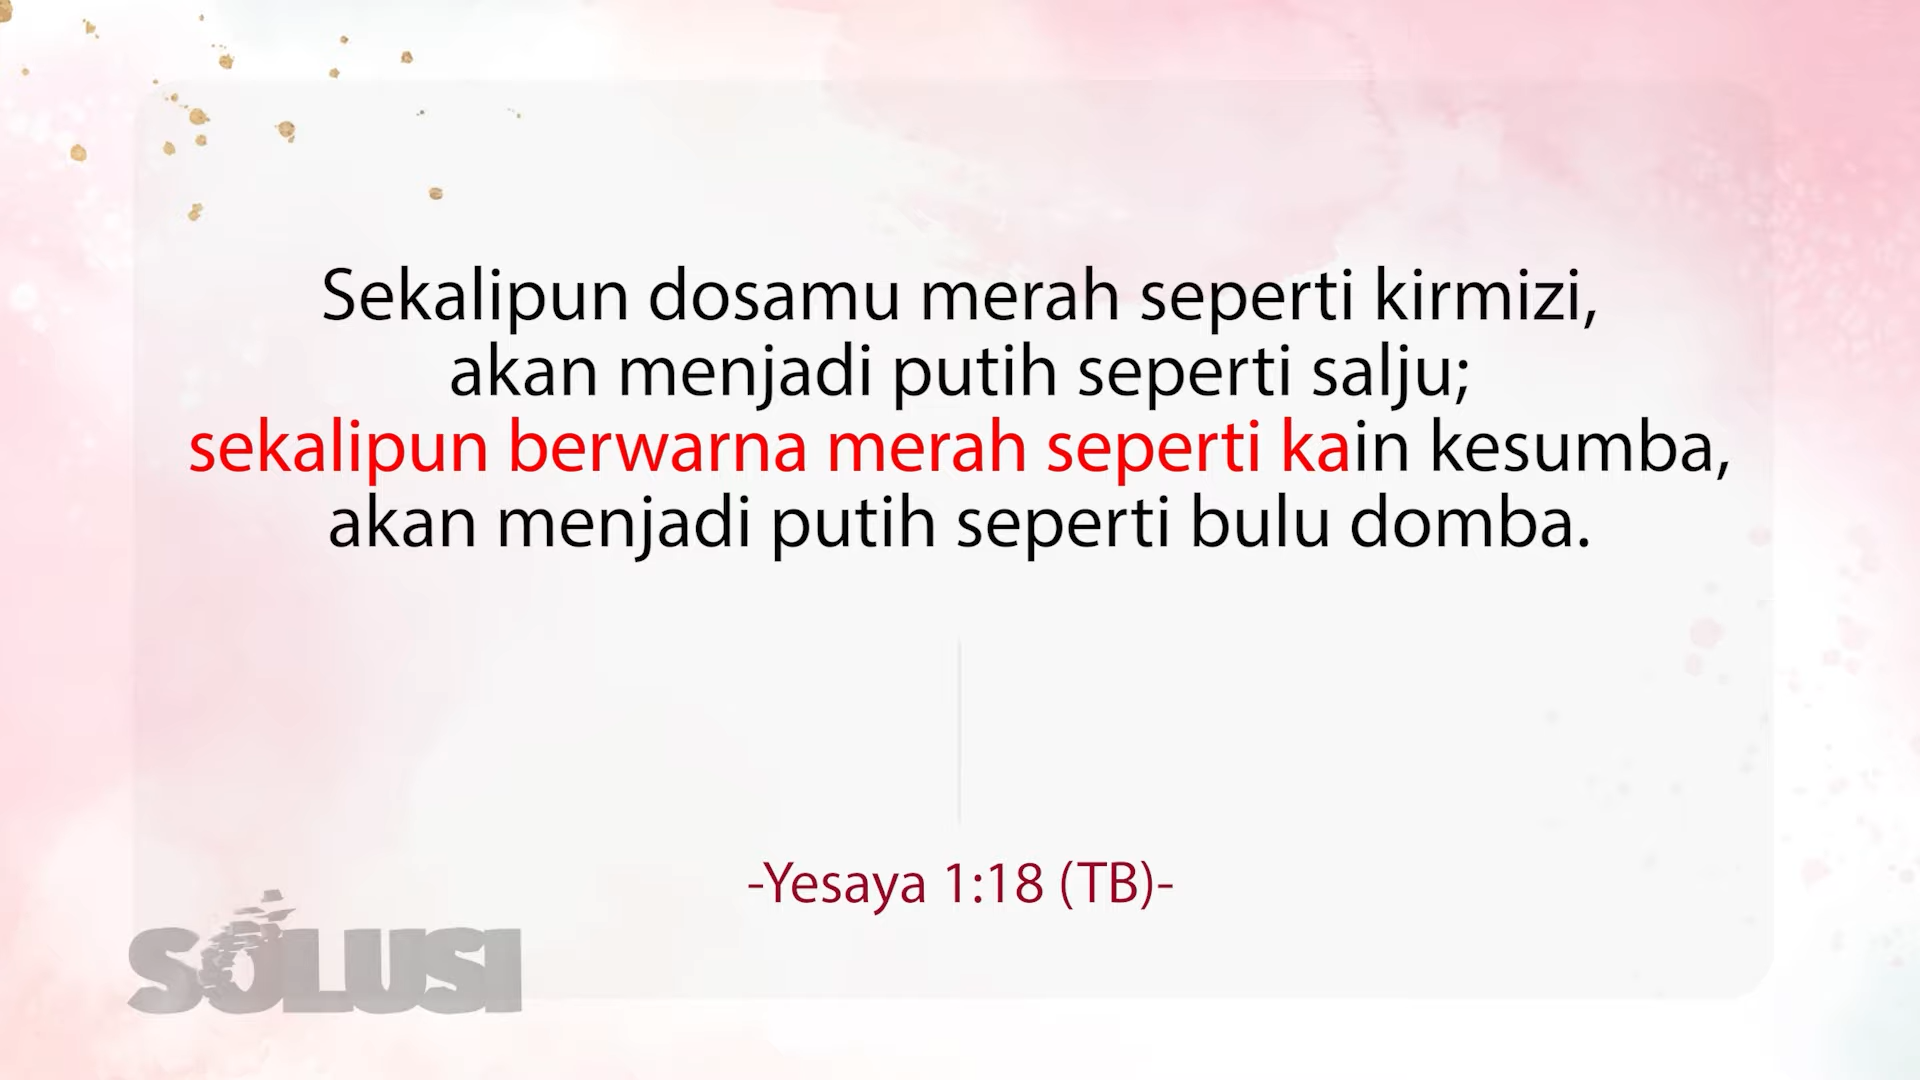 Sekalipun dosamu merah seperti kirmizi,
akan menjadi putih seperti salju;
sekalipun berwarna merah seperti kain kesumba,
akan menjadi putih seperti bulu domba.
-Yesaya 1:18 (TB)-
SOLUSI